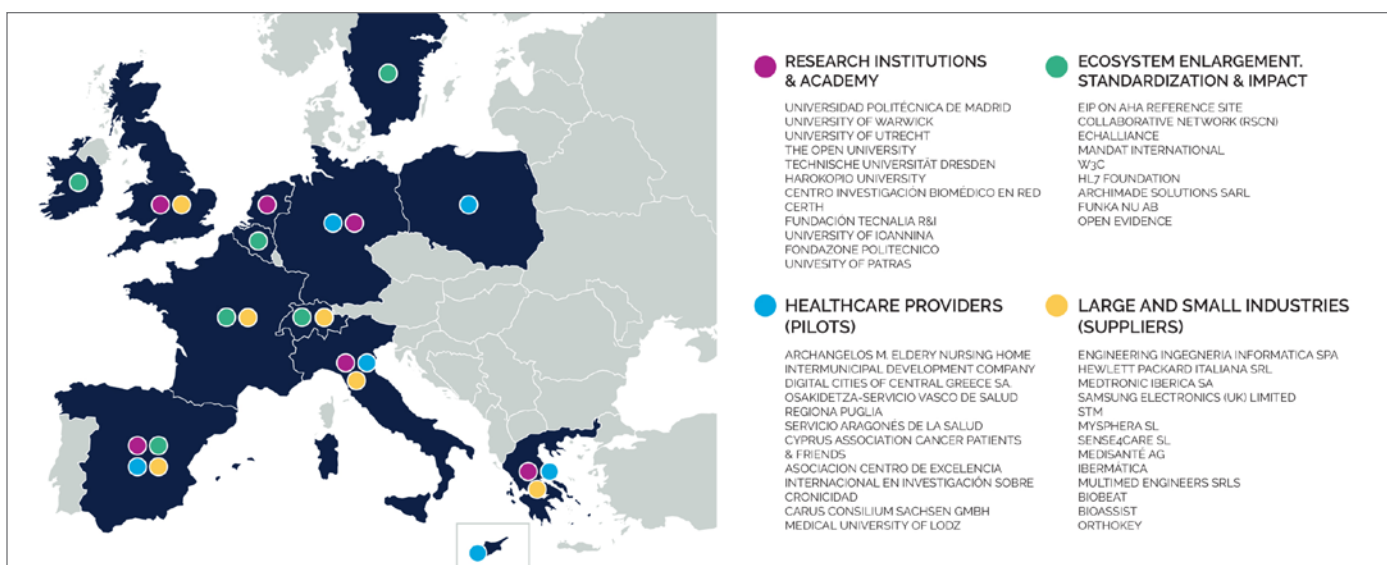 RESEARCH INSTITUTIONS
& ACADEMY
UNIVERSIDAD POLITÉCNICA DE MADRID
UNIVERSITY OF WARWICK
UNIVERSITY OF UTRECHT
THE OPEN UNIVERSITY
TECHNISCHE UNIVERSITÄT DRESDEN
HAROKOPIO UNIVERSITY
CENTRO INVESTIGACIÓN BIOMÉDICO EN RED
CERTH
FUNDACIÓN TECNALIA R&I
UNIVERSITY OF IOANNINA
FONDAZONE POLITECNICO
UNIVESITY OF PATRAS
ECOSYSTEM ENLARGEMENT.
STANDARDIZATION & IMPACT
EIP ON AHA REFERENCE SITE
COLLABORATIVE NETWORK (RSCN)
ECHALLIANCE
MANDAT INTERNATIONAL
W3C
HL7 FOUNDATION
ARCHIMADE SOLUTIONS SARL
FUNKA NU AB
OPEN EVIDENCE
HEALTHCARE PROVIDERS
(PILOTS)
ARCHANGELOS M. ELDERY NURSING HOME
INTERMUNICIPAL DEVELOPMENT COMPANY
DIGITAL CITIES OF CENTRAL GREECE SA.
OSAKIDETZA-SERVICIO VASCO DE SALUD
REGIONA PUGLIA
SERVICIO ARAGONÉS DE LA SALUD
CYPRUS ASSOCIATION CANCER PATIENTS
& FRIENDS
ASOCIACION CENTRO DE EXCELENCIA
INTERNACIONAL EN INVESTIGACIÓN SOBRE
CRONICIDAD
CARUS CONSILIUM SACHSEN GMBH
MEDICAL UNIVERSITY OF LODZ
LARGE AND SMALL INDUSTRIES
(SUPPLIERS)
ENGINEERING INGEGNERIA INFORMATICA SPA
HEWLETT PACKARD ITALIANA SRL
MEDTRONIC IBERICA SA
SAMSUNG ELECTRONICS (UK) LIMITED
STM
MYSPHERA SL
SENSE4CARE SL
MEDISANTÉ AG
IBERMÁTICA
MULTIMED ENGINEERS SRLS
BIOBEAT
BIOASSIST
ORTHOKEY